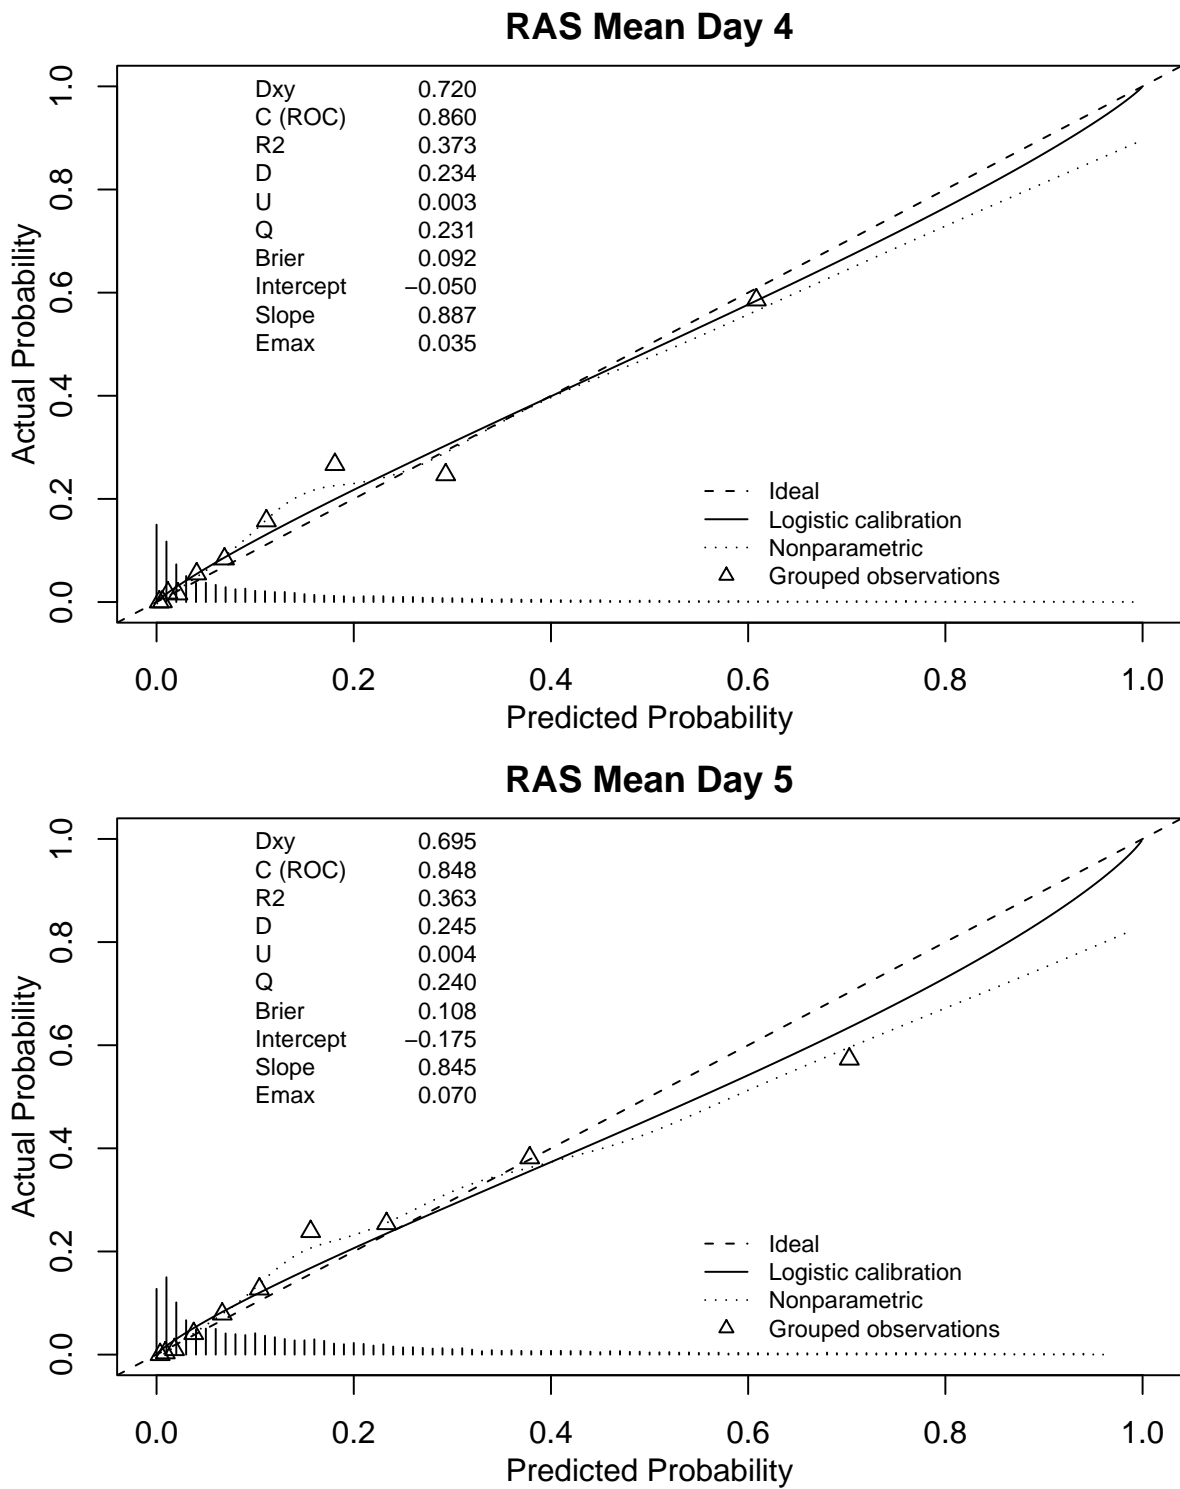 RAS Mean Day 4
Dxy 0.720
C (ROC) 0.860
R2 0.373
D 0.234
U 0.003
Q 0.231
Brier 0.092
Intercept −0.050
Slope 0.887
Emax 0.035
Actual Probability
1.0
0.8
0.6
0.4
0.2
0.0
Ideal
Logistic calibration
Nonparametric
Grouped observations
0.0 0.2 0.4 0.6 0.8 1.0
Predicted Probability
RAS Mean Day 5
Dxy 0.695
C (ROC) 0.848
R2 0.363
D 0.245
U 0.004
Q 0.240
Brier 0.108
Intercept −0.175
Slope 0.845
Emax 0.070
Actual Probability
1.0
0.8
0.6
0.4
0.2
0.0
Ideal
Logistic calibration
Nonparametric
Grouped observations
0.0 0.2 0.4 0.6 0.8 1.0
Predicted Probability